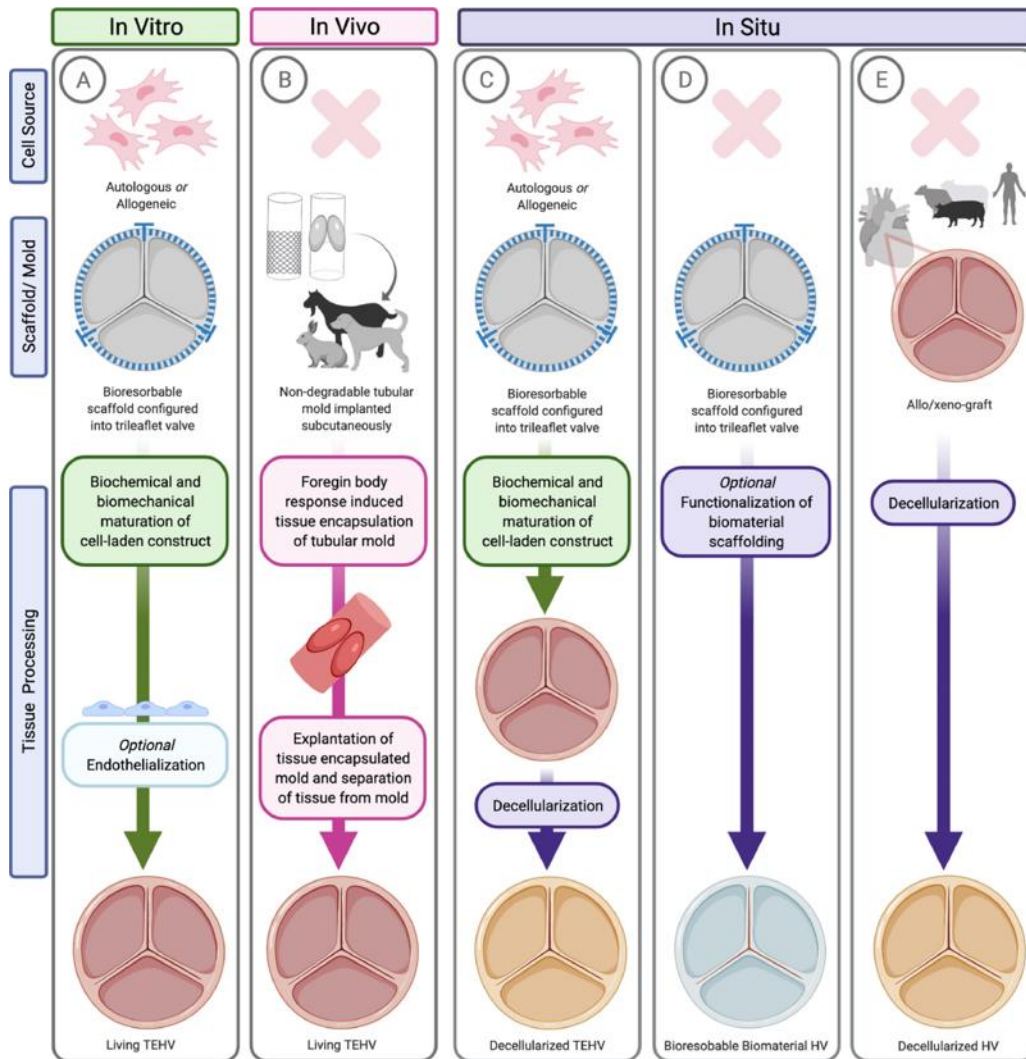 In Vitro
In Vivo
In Situ
Cell Source
Scaffold/ Mold
Tissue Processing
A
Autologous or
Allogeneic
Bioresorbable
scaffold configured
into trileaflet valve
Biochemical and
biomechanical
maturation of
cell-laden construct
Optional
Endothelialization
Living TEHV
B
Non-degradable tubular
mold implanted
subcutaneously
Foregin body
response induced
tissue encapsulation
of tubular mold
Explantation of
tissue encapsulated
mold and separation
of tissue from mold
Living TEHV
C
Autologous or
Allogeneic
Bioresorbable
scaffold configured
into trileaflet valve
Biochemical and
biomechanical
maturation of
cell-laden construct
Decellularization
Decellularized TEHV
D
Bioresorbable
scaffold configured
into trileaflet valve
Optional
Functionalization of
biomaterial
scaffolding
Bioresobable Biomaterial HV
E
Allo/xeno-graft
Decellularization
Decellularized HV